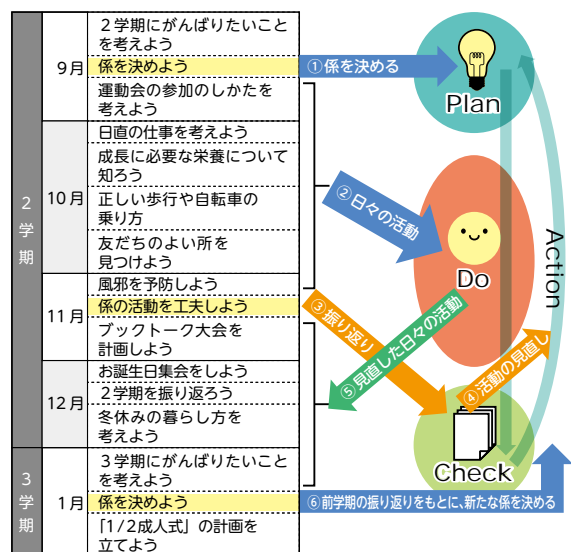 2学期
9月
2学期にがんばりたいこと
を考えよう
係を決めよう
運動会の参加のしかたを
考えよう
10月
日直の仕事を考えよう
成長に必要な栄養について
知ろう
正しい歩行や自転車の
乗り方
友だちのよい所を
見つけよう
11月
風邪を予防しよう
係の活動を工夫しよう
ブックトーク大会を
計画しよう
12月
お誕生日集会をしよう
2学期を振り返ろう
冬休みの暮らし方を
考えよう
3学期
1月
3学期にがんばりたいこと
を考えよう
係を決めよう
「1/2成人式」の計画を
立てよう
①係を決める
Plan
②日々の活動
Do
③振り返り
Check
④活動の見直し
Action
⑤見直した日々の活動
⑥前学期の振り返りをもとに、新たな係を決める